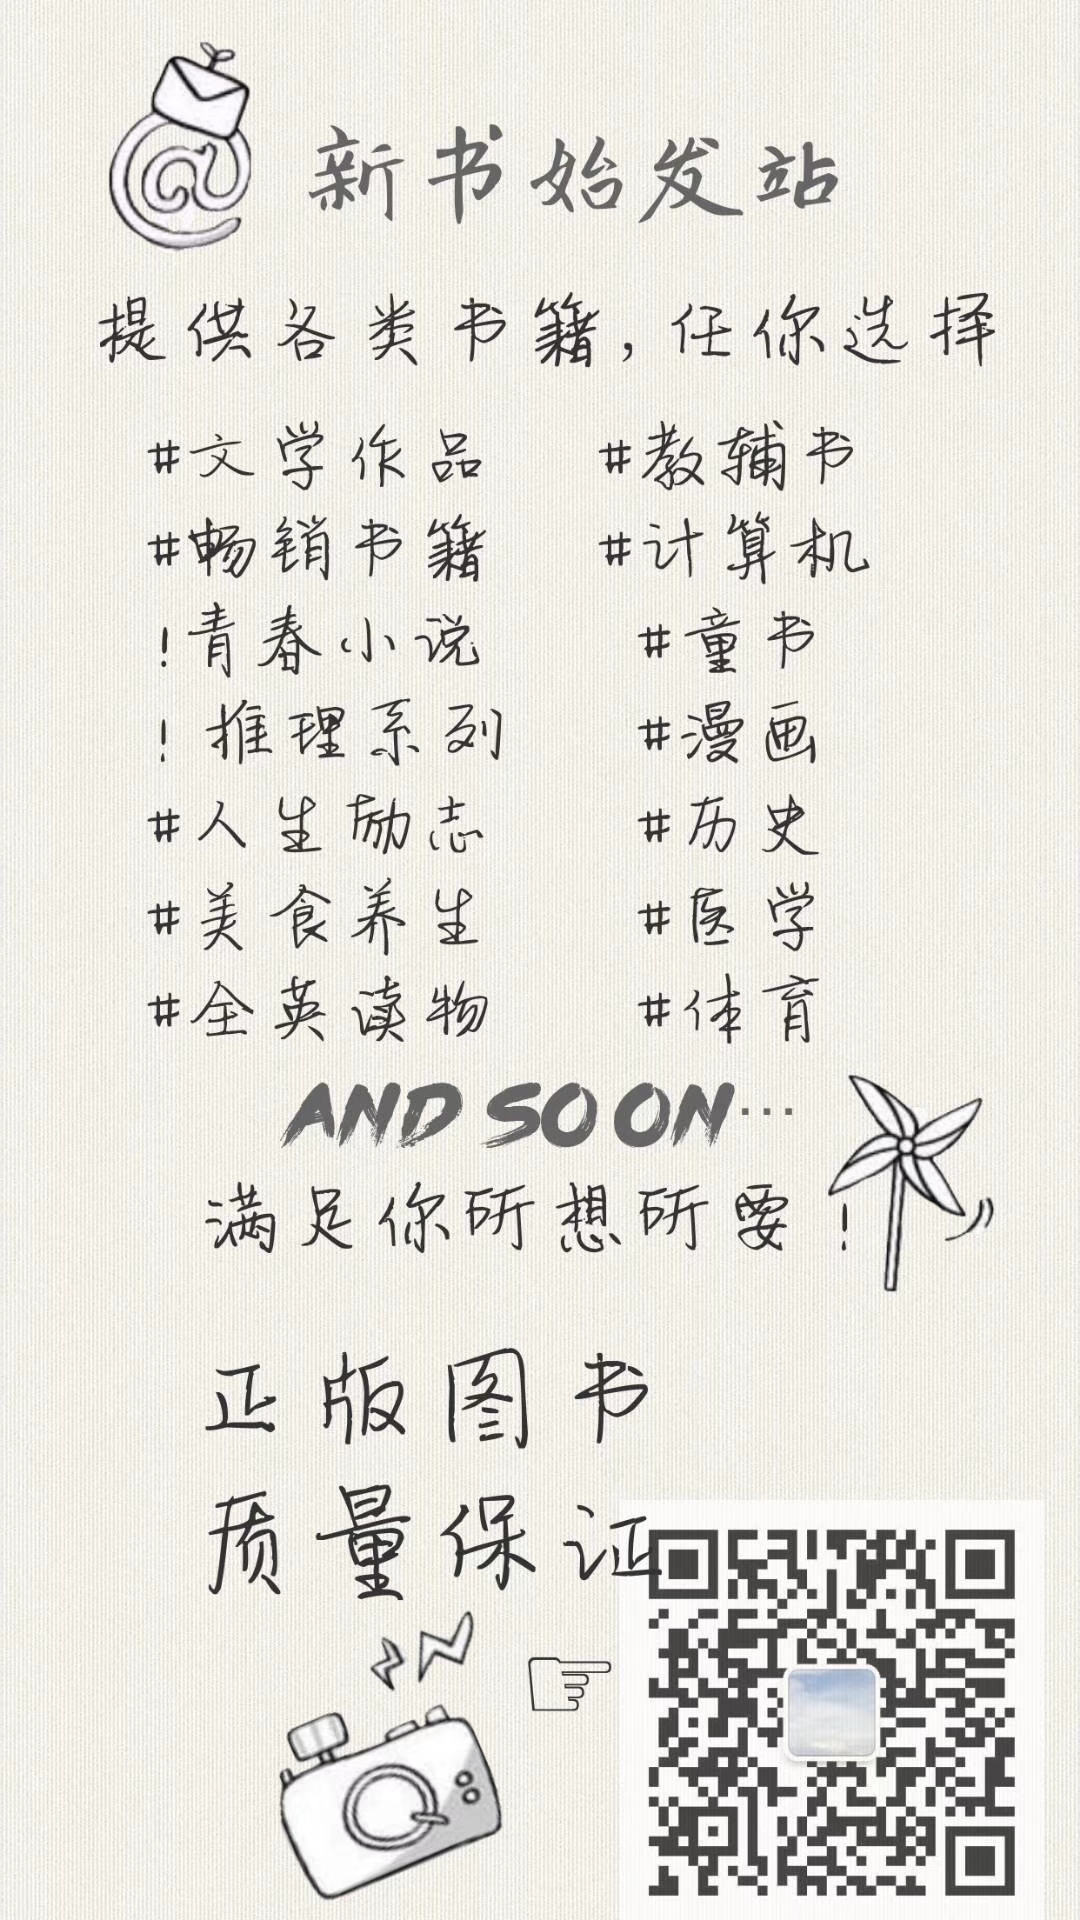 新书始发站
提供各类书籍,任你选择
#文学作品 #教辅书
#畅销书籍 #计算机
!青春小说 #童书
!推理系列 #漫画
#人生励志 #历史
#美食养生 #医学
#全英读物 #体育
AND SO ON...
满足你所想所要!
正版图书
质量保证